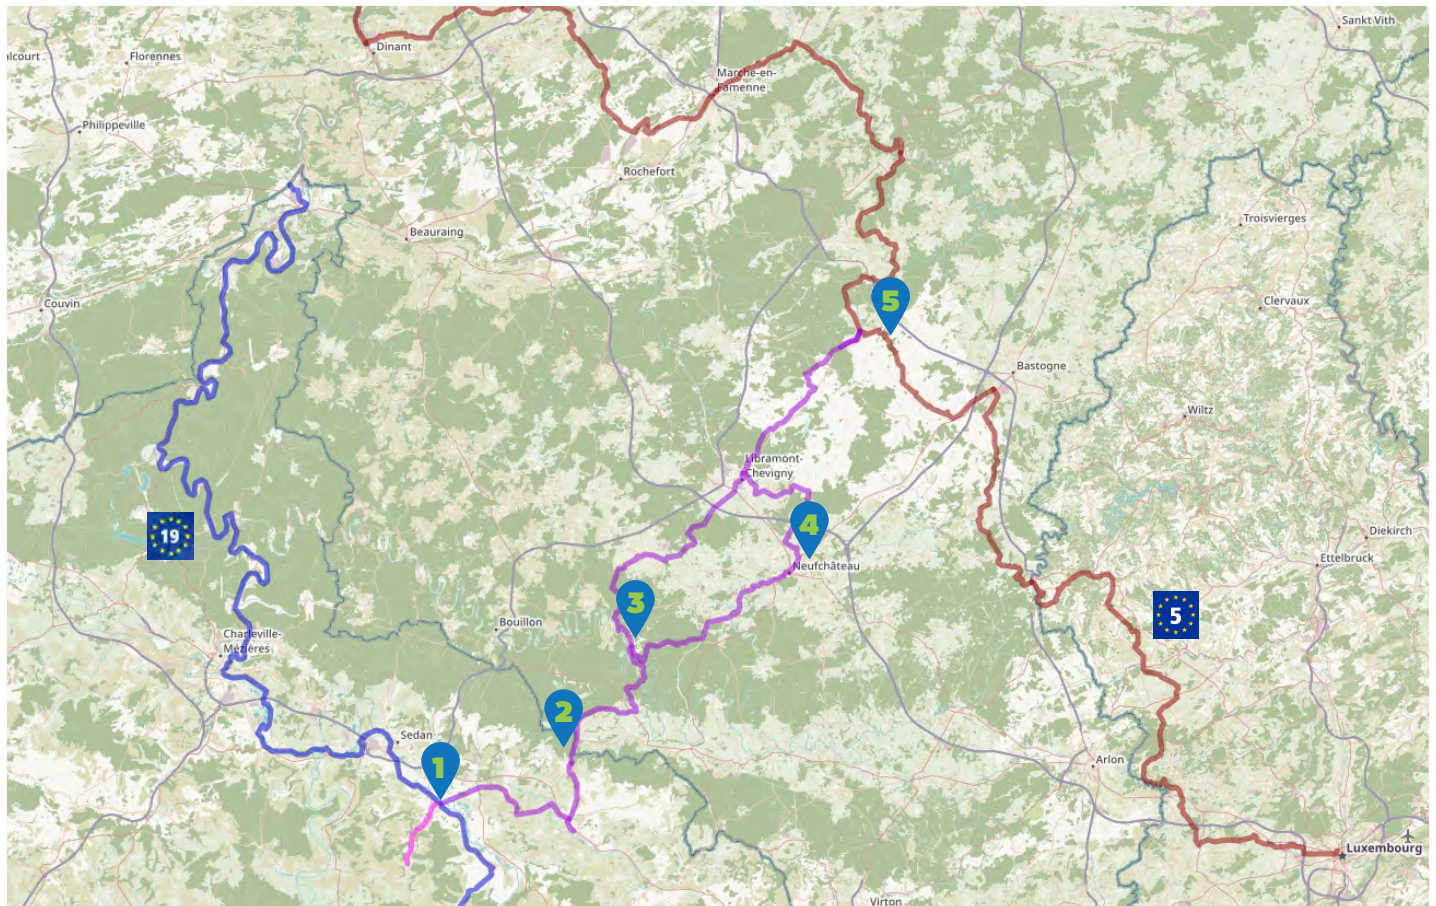 Sankt Vith
Dinant
alcourt
Florennes
Marche-en-
Famenne
Philippeville
Rochefort
Troisvierges
Beauraing
Couvin
5
Clervaux
Bastogne
Wiltz
Libramont-
Chevigny
19
4
Diekirch
Ettelbruck
Neufchâteau
3
5
Bouillon
Charleville-
Mézières
2
Sedan
1
Arlon
Luxembourg
Virton